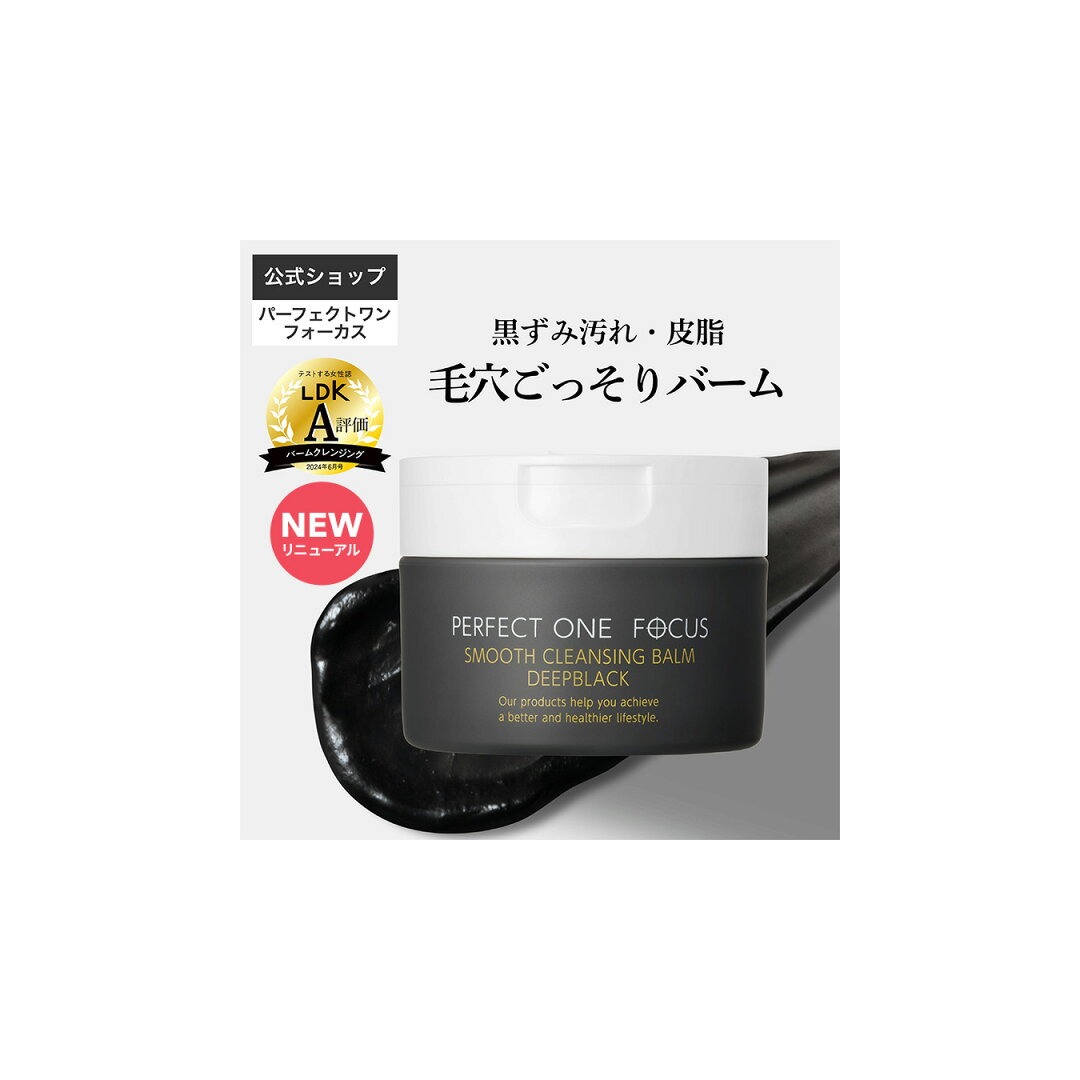 公式ショップ
パーフェクトワン
フォーカス
テストする女性誌
LDK
A評価
バームクレンジング
2024年6月号
NEW
リニューアル
黒ずみ汚れ・皮脂
毛穴ごっそりバーム
PERFECT ONE FOCUS
SMOOTH CLEANSING BALM
DEEPBLACK
Our products help you achieve
a better and healthier lifestyle.